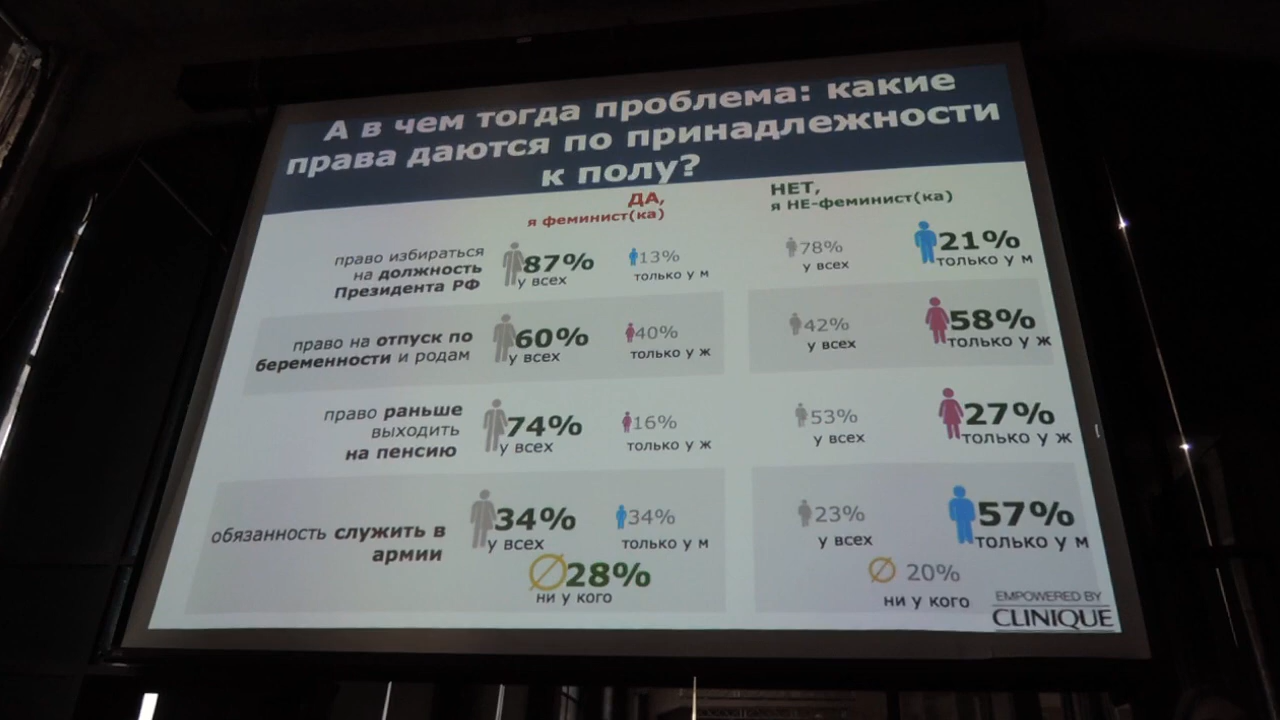 А в чем тогда проблема: какие
права даются по принадлежности
к полу?
ДА,
я феминист(ка)
НЕТ,
я НЕ-феминист(ка)
право избираться
на должность
Президента РФ
87%
у всех
13%
только у м
78%
у всех
21%
только у м
право на отпуск по
беременности и родам
60%
у всех
40%
только у ж
42%
у всех
58%
только у ж
право раньше
выходить
на пенсию
74%
у всех
16%
только у ж
53%
у всех
27%
только у ж
обязанность служить в
армии
34%
у всех
34%
только у м
28%
ни у кого
23%
у всех
57%
только у м
20%
ни у кого
EMPOWERED BY
CLINIQUE